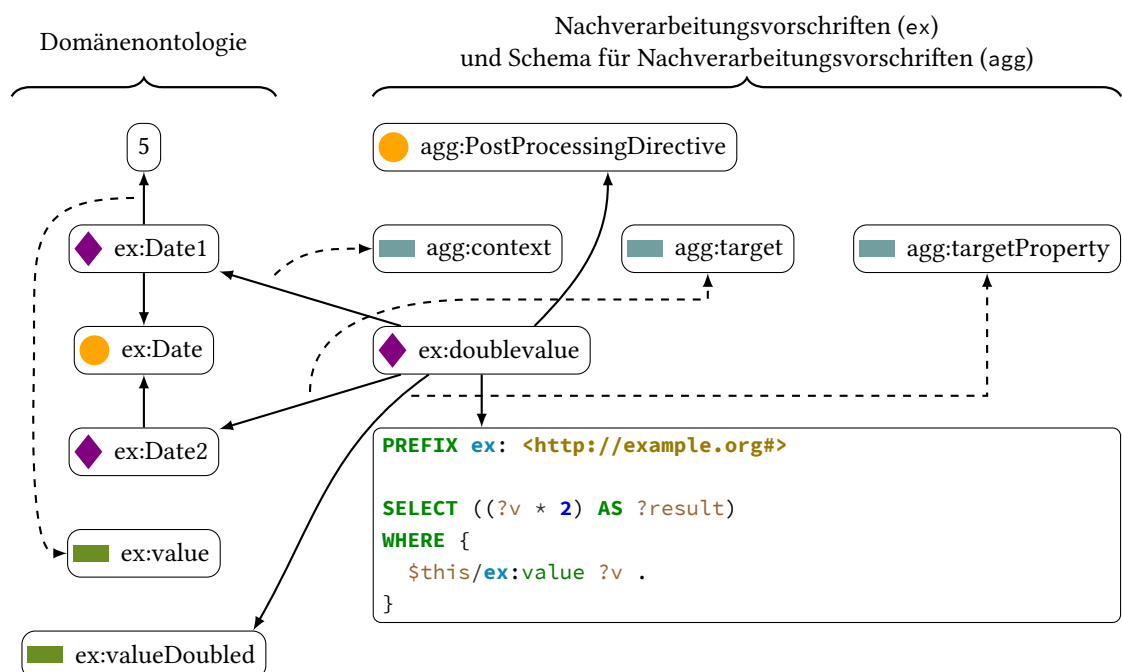 Domänenontologie
Nachverarbeitungsvorschriften (ex)
und Schema für Nachverarbeitungsvorschriften (agg)
5
agg:PostProcessingDirective
ex:Date1
agg:context
agg:target
agg:targetProperty
ex:Date
ex:doublevalue
ex:Date2
PREFIX ex: <http://example.org#>
SELECT ((?v * 2) AS ?result)
WHERE {
  $this/ex:value ?v .
}
ex:value
ex:valueDoubled